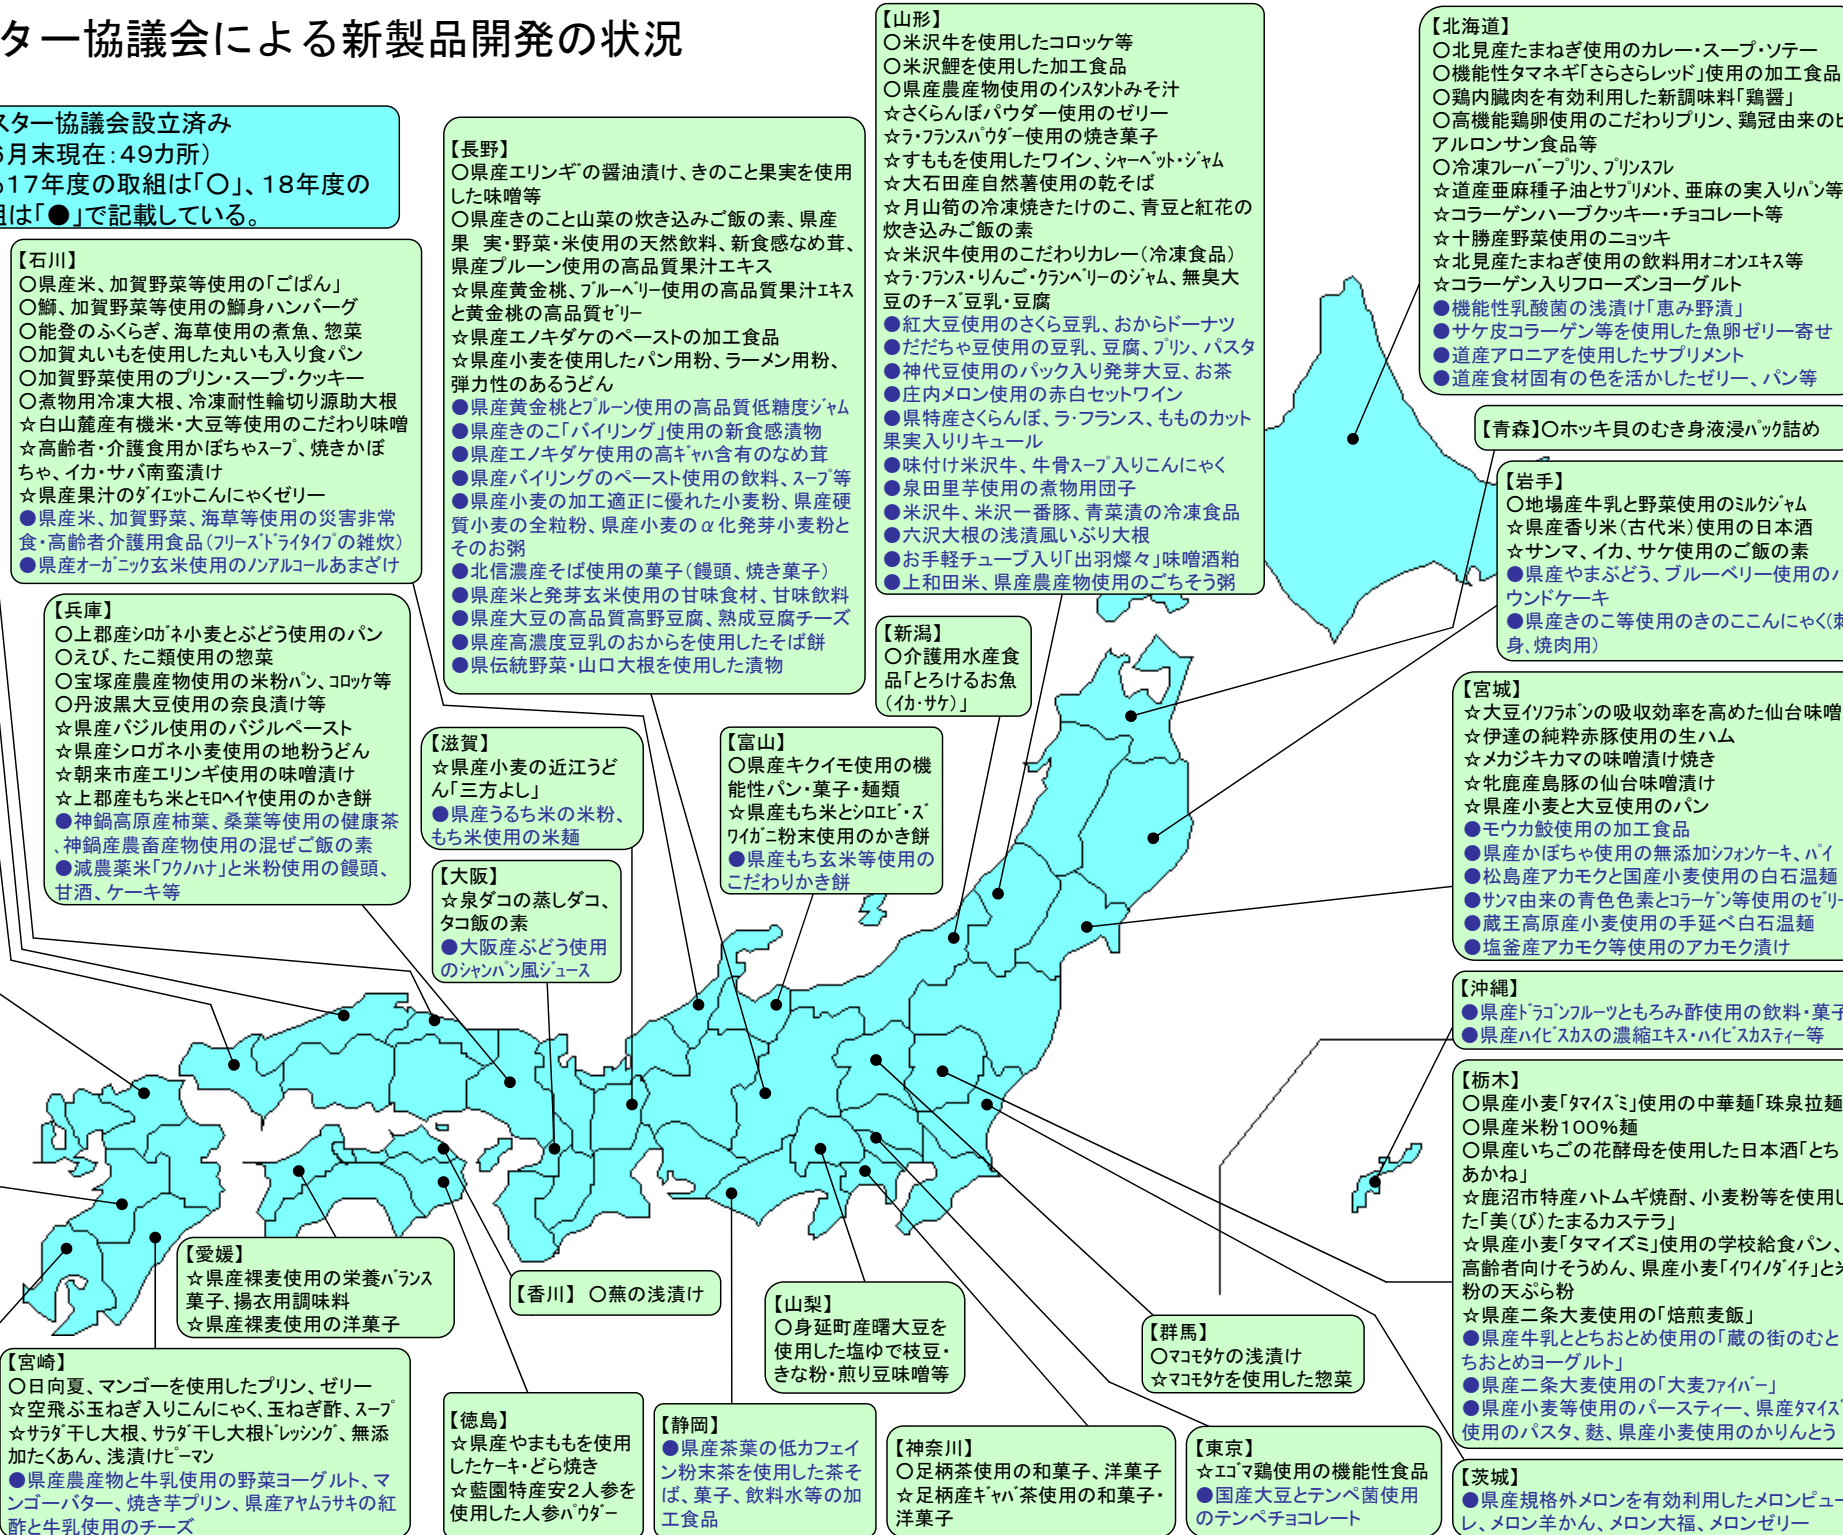 ター協議会による新製品開発の状況
スター協議会設立済み
6月末現在:49カ所)
ら17年度の取組は「〇」、18年度の
組は「●」で記載している。
【石川】
〇県産米、加賀野菜等使用の「ごぱん」
〇鰤、加賀野菜等使用の鰤身ハンバーグ
〇能登のふくらぎ、海草使用の煮魚、惣菜
〇加賀丸いもを使用した丸いも入り食パン
〇加賀野菜使用のプリン・スープ・クッキー
〇煮物用冷凍大根、冷凍耐性輪切り源助大根
☆白山麓産有機米・大豆等使用のこだわり味噌
☆高齢者・介護食用かぼちゃスープ、焼きかぼ
ちゃ、イカ・サバ南蛮漬け
☆県産果汁のダイエットこんにゃくゼリー
●県産米、加賀野菜、海草等使用の災害非常
食・高齢者介護用食品(フリーズドライタイプの雑炊)
●県産オーガニック玄米使用のノンアルコールあまざけ
【兵庫】
〇上郡産シロガネ小麦とぶどう使用のパン
〇えび、たこ類使用の惣菜
〇宝塚産農産物使用の米粉パン、コロッケ等
〇丹波黒大豆使用の奈良漬け等
☆県産バジル使用のバジルペースト
☆県産シロガネ小麦使用の地粉うどん
☆朝来市産エリンギ使用の味噌漬け
☆上郡産もち米とモロヘイヤ使用のかき餅
●神鍋高原産柿葉、桑葉等使用の健康茶
、神鍋産農畜産物使用の混ぜご飯の素
●減農薬米「フクノハナ」と米粉使用の饅頭、
甘酒、ケーキ等
【長野】
〇県産エリンギの醤油漬け、きのこと果実を使用
した味噌等
〇県産きのこと山菜の炊き込みご飯の素、県産
果 実・野菜・米使用の天然飲料、新食感なめ茸、
県産プルーン使用の高品質果汁エキス
☆県産黄金桃、ブルーベリー使用の高品質果汁エキス
と黄金桃の高品質ゼリー
☆県産エノキダケのペーストの加工食品
☆県産小麦を使用したパン用粉、ラーメン用粉、
弾力性のあるうどん
●県産黄金桃とプルーン使用の高品質低糖度ジャム
●県産きのこ「バイリング」使用の新食感漬物
●県産エノキダケ使用の高ギャバ含有のなめ茸
●県産バイリングのペースト使用の飲料、スープ等
●県産小麦の加工適正に優れた小麦粉、県産硬
質小麦の全粒粉、県産小麦のα化発芽小麦粉と
そのお粥
●北信濃産そば使用の菓子(饅頭、焼き菓子)
●県産米と発芽玄米使用の甘味食材、甘味飲料
●県産大豆の高品質高野豆腐、熟成豆腐チーズ
●県産高濃度豆乳のおからを使用したそば餅
●県伝統野菜・山口大根を使用した漬物
【滋賀】
☆県産小麦の近江うど
ん「三方よし」
●県産うるち米の米粉、
もち米使用の米麺
【大阪】
☆泉ダコの蒸しダコ、
タコ飯の素
●大阪産ぶどう使用
のシャンパン風ジュース
【富山】
〇県産キクイモ使用の機
能性パン・菓子・麺類
☆県産もち米とシロエビ・ズ
ワイガニ粉末使用のかき餅
●県産もち玄米等使用の
こだわりかき餅
【山形】
〇米沢牛を使用したコロッケ等
〇米沢鯉を使用した加工食品
〇県産農産物使用のインスタントみそ汁
☆さくらんぼパウダー使用のゼリー
☆ラ・フランスパウダー使用の焼き菓子
☆すももを使用したワイン、シャーベット・ジャム
☆大石田産自然薯使用の乾そば
☆月山筍の冷凍焼きたけのこ、青豆と紅花の
炊き込みご飯の素
☆米沢牛使用のこだわりカレー(冷凍食品)
☆ラ・フランス・りんご・クランベリーのジャム、無臭大
豆のチーズ豆乳・豆腐
●紅大豆使用のさくら豆乳、おからドーナツ
●だだちゃ豆使用の豆乳、豆腐、プリン、パスタ
●神代豆使用のパック入り発芽大豆、お茶
●庄内メロン使用の赤白セットワイン
●県特産さくらんぼ、ラ・フランス、もものカット
果実入りリキュール
●味付け米沢牛、牛骨スープ入りこんにゃく
●泉田里芋使用の煮物用団子
●米沢牛、米沢一番豚、青菜漬の冷凍食品
●六沢大根の浅漬風いぶり大根
●お手軽チューブ入り「出羽燦々」味噌酒粕
●上和田米、県産農産物使用のごちそう粥
【新潟】
〇介護用水産食
品「とろけるお魚
(イカ・サケ)」
【北海道】
〇北見産たまねぎ使用のカレー・スープ・ソテー
〇機能性タマネギ「さらさらレッド」使用の加工食品
〇鶏内臓肉を有効利用した新調味料「鶏醤」
〇高機能鶏卵使用のこだわりプリン、鶏冠由来のヒ
アルロンサン食品等
〇冷凍フレーバープリン、プリンスフレ
☆道産亜麻種子油とサプリメント、亜麻の実入りパン等
☆コラーゲンハーブクッキー・チョコレート等
☆十勝産野菜使用のニョッキ
☆北見産たまねぎ使用の飲料用オニオンエキス等
☆コラーゲン入りフローズンヨーグルト
●機能性乳酸菌の浅漬け「恵み野漬」
●サケ皮コラーゲン等を使用した魚卵ゼリー寄せ
●道産アロニアを使用したサプリメント
●道産食材固有の色を活かしたゼリー、パン等
【青森】〇ホッキ貝のむき身液浸パック詰め
【岩手】
〇地場産牛乳と野菜使用のミルクジャム
☆県産香り米(古代米)使用の日本酒
☆サンマ、イカ、サケ使用のご飯の素
●県産やまぶどう、ブルーベリー使用のパ
ウンドケーキ
●県産きのこ等使用のきのここんにゃく(刺
身、焼肉用)
【宮城】
☆大豆イソフラボンの吸収効率を高めた仙台味噌
☆伊達の純粋赤豚使用の生ハム
☆メカジキカマの味噌漬け焼き
☆牡鹿産島豚の仙台味噌漬け
☆県産小麦と大豆使用のパン
●モウカ鮫使用の加工食品
●県産かぼちゃ使用の無添加シフォンケーキ、パイ
●松島産アカモクと国産小麦使用の白石温麺
●サンマ由来の青色色素とコラーゲン等使用のゼリー
●蔵王高原産小麦使用の手延べ白石温麺
●塩釜産アカモク等使用のアカモク漬け
【沖縄】
●県産ドラゴンフルーツともろみ酢使用の飲料・菓子
●県産ハイビスカスの濃縮エキス・ハイビスカスティー等
【栃木】
〇県産小麦「タマイズミ」使用の中華麺「珠泉拉麺
〇県産米粉100%麺
〇県産いちごの花酵母を使用した日本酒「とち
あかね」
☆鹿沼市特産ハトムギ焼酎、小麦粉等を使用し
た「美(び)たまるカステラ」
☆県産小麦「タマイズミ」使用の学校給食パン、
高齢者向けそうめん、県産小麦「イワイノダイチ」と米
粉の天ぷら粉
☆県産二条大麦使用の「焙煎麦飯」
●県産牛乳ととちおとめ使用の「蔵の街のむと
ちおとめヨーグルト」
●県産二条大麦使用の「大麦ファイバー」
●県産小麦等使用のパースティー、県産タマイズ
使用のパスタ、麩、県産小麦使用のかりんとう
【茨城】
●県産規格外メロンを有効利用したメロンピュー
レ、メロン羊かん、メロン大福、メロンゼリー
【愛媛】
☆県産裸麦使用の栄養バランス
菓子、揚衣用調味料
☆県産裸麦使用の洋菓子
【香川】 〇蕪の浅漬け
【山梨】
〇身延町産曙大豆を
使用した塩ゆで枝豆・
きな粉・煎り豆味噌等
【群馬】
〇マコモタケの浅漬け
☆マコモタケを使用した惣菜
【宮崎】
〇日向夏、マンゴーを使用したプリン、ゼリー
☆空飛ぶ玉ねぎ入りこんにゃく、玉ねぎ酢、スープ
☆サラダ干し大根、サラダ干し大根ドレッシング、無添
加たくあん、浅漬けピーマン
●県産農産物と牛乳使用の野菜ヨーグルト、マ
ンゴーバター、焼き芋プリン、県産アヤムラサキの紅
酢と牛乳使用のチーズ
【徳島】
☆県産やまももを使用
したケーキ・どら焼き
☆藍園特産安2人参を
使用した人参パウダー
【静岡】
●県産茶葉の低カフェイ
ン粉末茶を使用した茶そ
ば、菓子、飲料水等の加
工食品
【神奈川】
〇足柄茶使用の和菓子、洋菓子
☆足柄産ギャバ茶使用の和菓子・
洋菓子
【東京】
☆エゴマ鶏使用の機能性食品
●国産大豆とテンペ菌使用
のテンペチョコレート